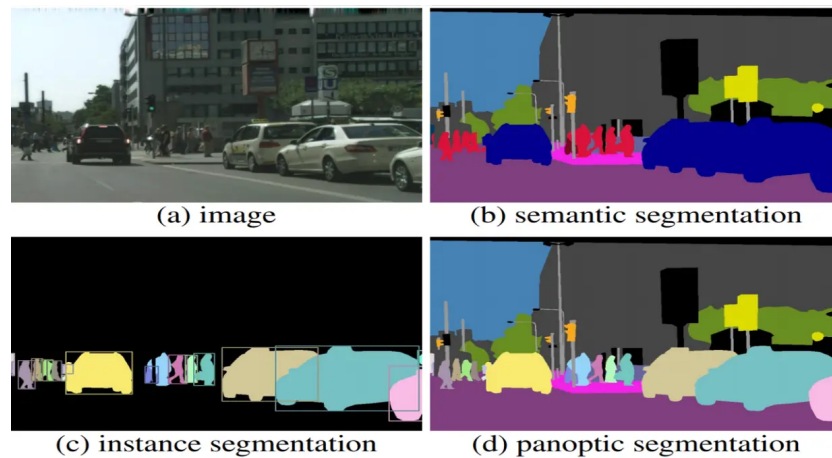 (a) image
(b) semantic segmentation
(c) instance segmentation
(d) panoptic segmentation